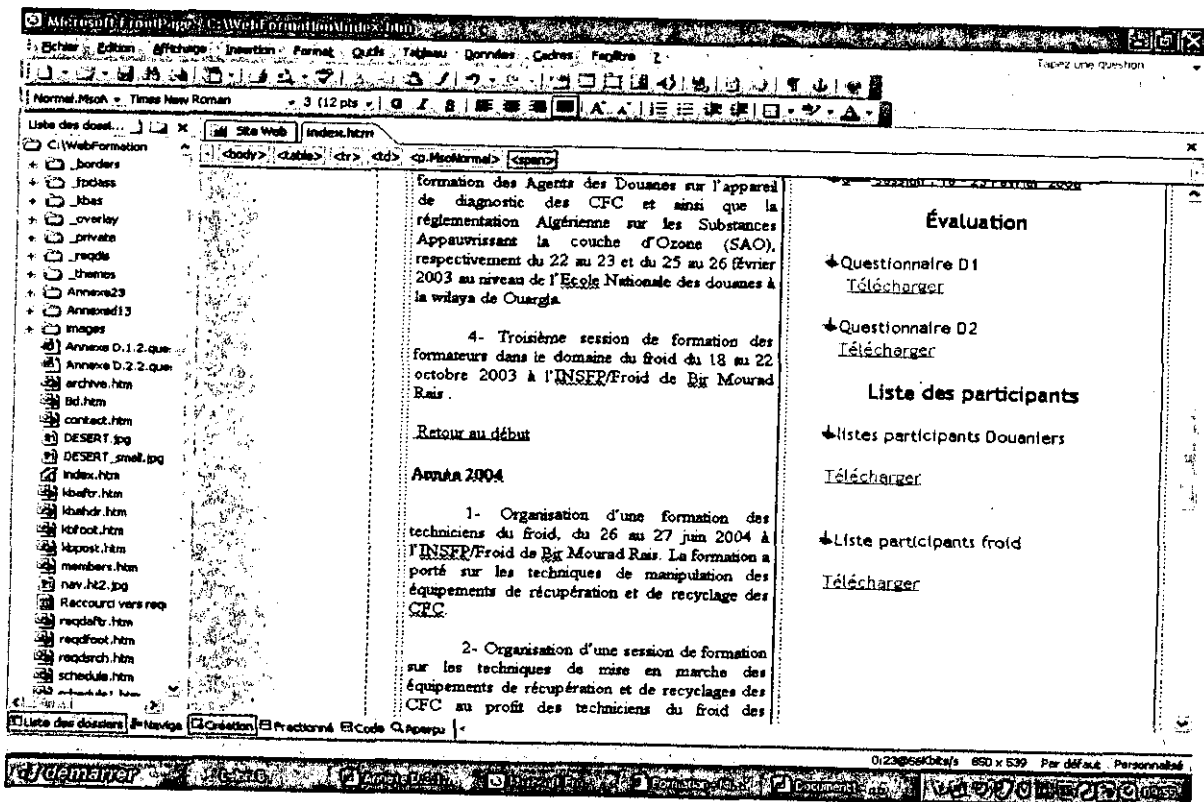 Microsoft FrontPage - C:\WebFormation\index.htm
Fichier Edition Affichage Insertion Format Outils Tableau Données Cadres Fenêtre ?
Tapez une question
Normal.MsoN Times New Roman 3 (12 pts) G I S
Liste des dossi...
Site Web index.htm
<body> <table> <tr> <td> <p.MsoNormal> <span>
C:\WebFormation
_borders
_fpclass
_kbas
_overlay
_private
_reqdis
_themes
Annexe23
Annexed13
images
Annexe D.1.2.que
Annexe D.2.2.que
archive.htm
Bd.htm
contact.htm
DESERT.jpg
DESERT_small.jpg
index.htm
kbaftr.htm
kbahdr.htm
kbfoot.htm
kbpost.htm
members.htm
nav.ht2.jpg
Raccourci vers req
reqdaftr.htm
reqdfoot.htm
reqdsrch.htm
schedule.htm
schedule1.htm
formation des Agents des Douanes sur l'appareil
de diagnostic des CFC et ainsi que la
réglementation Algérienne sur les Substances
Appauvrissant la couche d'Ozone (SAO),
respectivement du 22 au 23 et du 25 au 26 février
2003 au niveau de l'Ecole Nationale des douanes à
la wilaya de Ouargla.
4- Troisième session de formation des
formateurs dans le domaine du froid du 18 au 22
octobre 2003 à l'INSFP/Froid de Bir Mourad
Rais .
Retour au début
Année 2004
1- Organisation d'une formation des
techniciens du froid, du 26 au 27 juin 2004 à
l'INSFP/Froid de Bir Mourad Rais. La formation a
porté sur les techniques de manipulation des
équipements de récupération et de recyclage des
CFC.
2- Organisation d'une session de formation
sur les techniques de mise en marche des
équipements de récupération et de recyclages des
CFC au profit des techniciens du froid des
Évaluation
Questionnaire D1
Télécharger
Questionnaire D2
Télécharger
Liste des participants
listes participants Douaniers
Télécharger
Liste participants froid
Télécharger
Liste des dossiers Naviga Création Fractionné Code Aperçu
0:23@56Kbits/s 650 x 539 Par défaut Personnalisé
démarrer